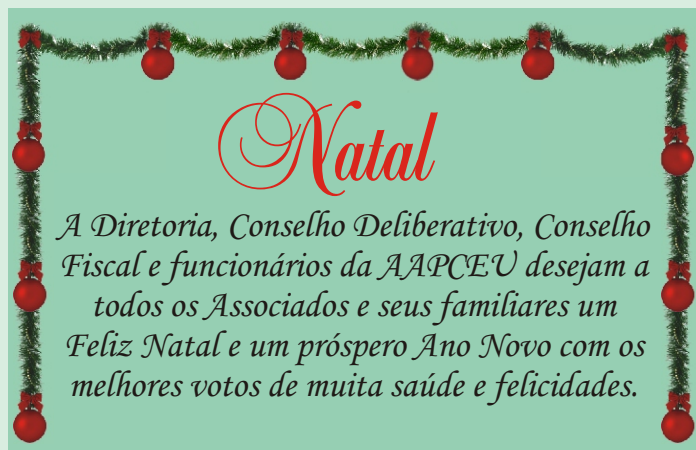 Natal
A Diretoria, Conselho Deliberativo, Conselho
Fiscal e funcionários da AAPCEU desejam a
todos os Associados e seus familiares um
Feliz Natal e um próspero Ano Novo com os
melhores votos de muita saúde e felicidades.